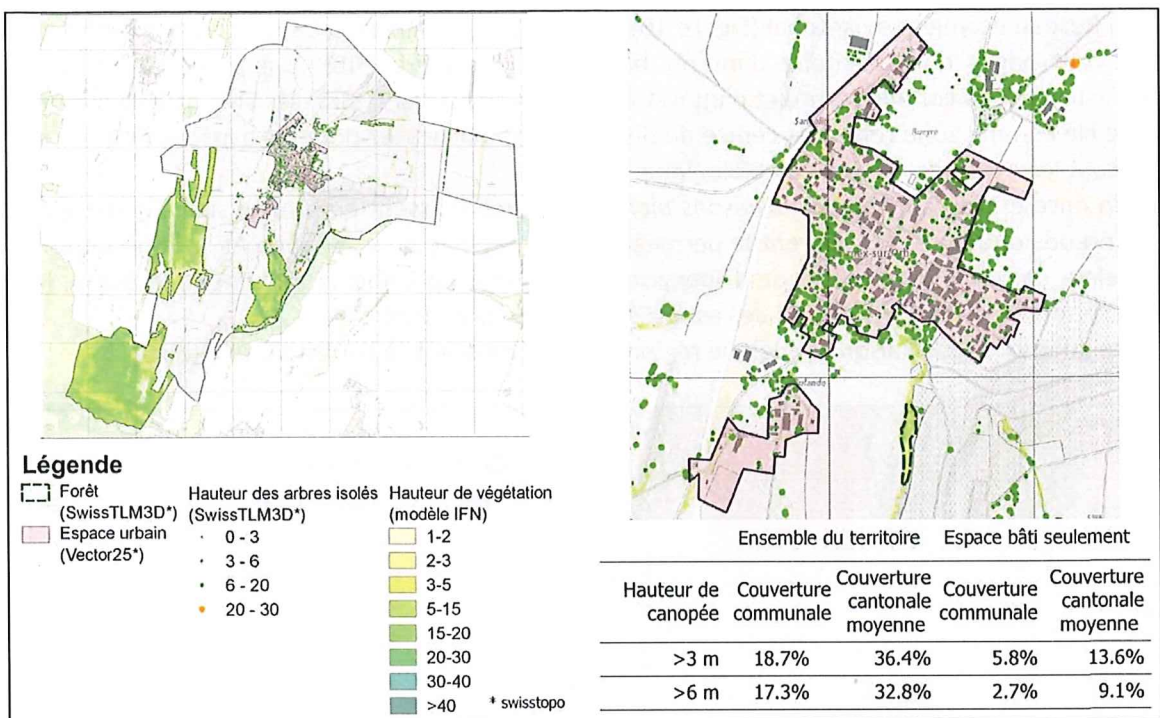 Légende
Forêt
(SwissTLM3D*)
Espace urbain
(Vector25*)
Hauteur des arbres isolés
(SwissTLM3D*)
0 - 3
3 - 6
6 - 20
20 - 30
Hauteur de végétation
(modèle IFN)
1-2
2-3
3-5
5-15
15-20
20-30
30-40
>40
* swisstopo
Ensemble du territoire Espace bâti seulement
Hauteur de canopée Couverture communale Couverture cantonale moyenne Couverture communale Couverture cantonale moyenne
>3 m 18.7% 36.4% 5.8% 13.6%
>6 m 17.3% 32.8% 2.7% 9.1%